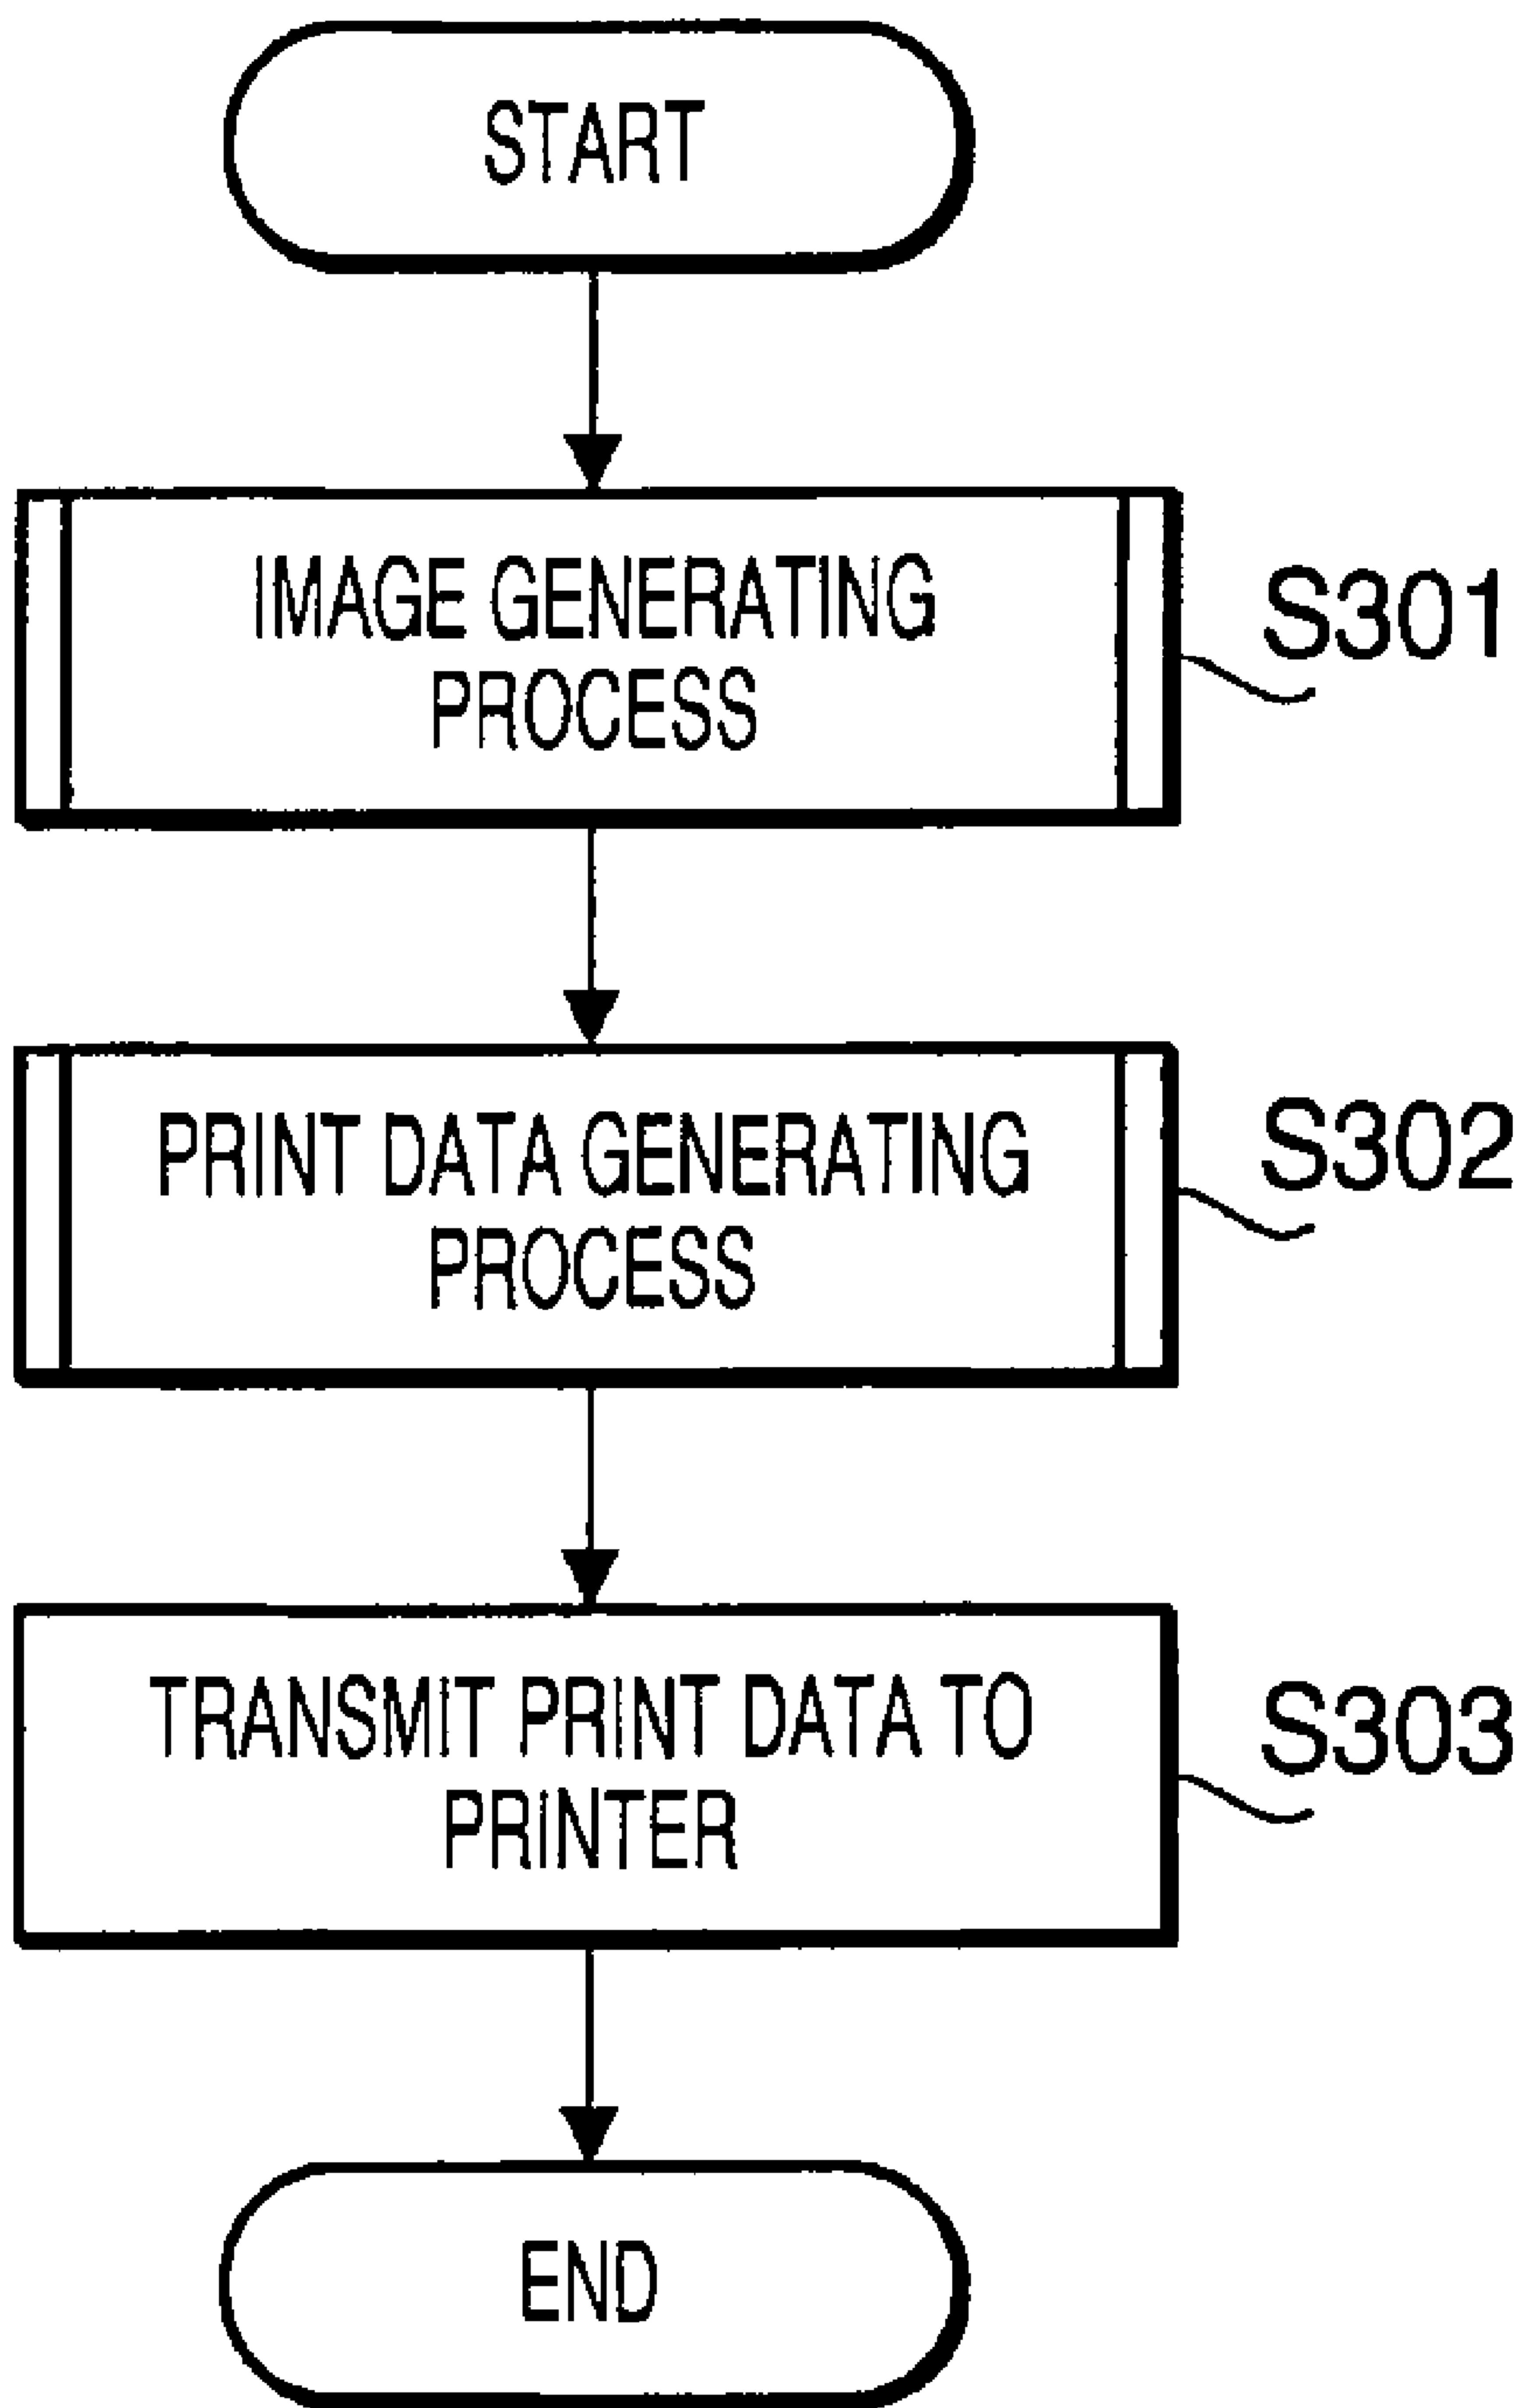 START
IMAGE GENERATING
PROCESS
S301
PRINT DATA GENERATING
PROCESS
S302
TRANSMIT PRINT DATA TO
PRINTER
S303
END